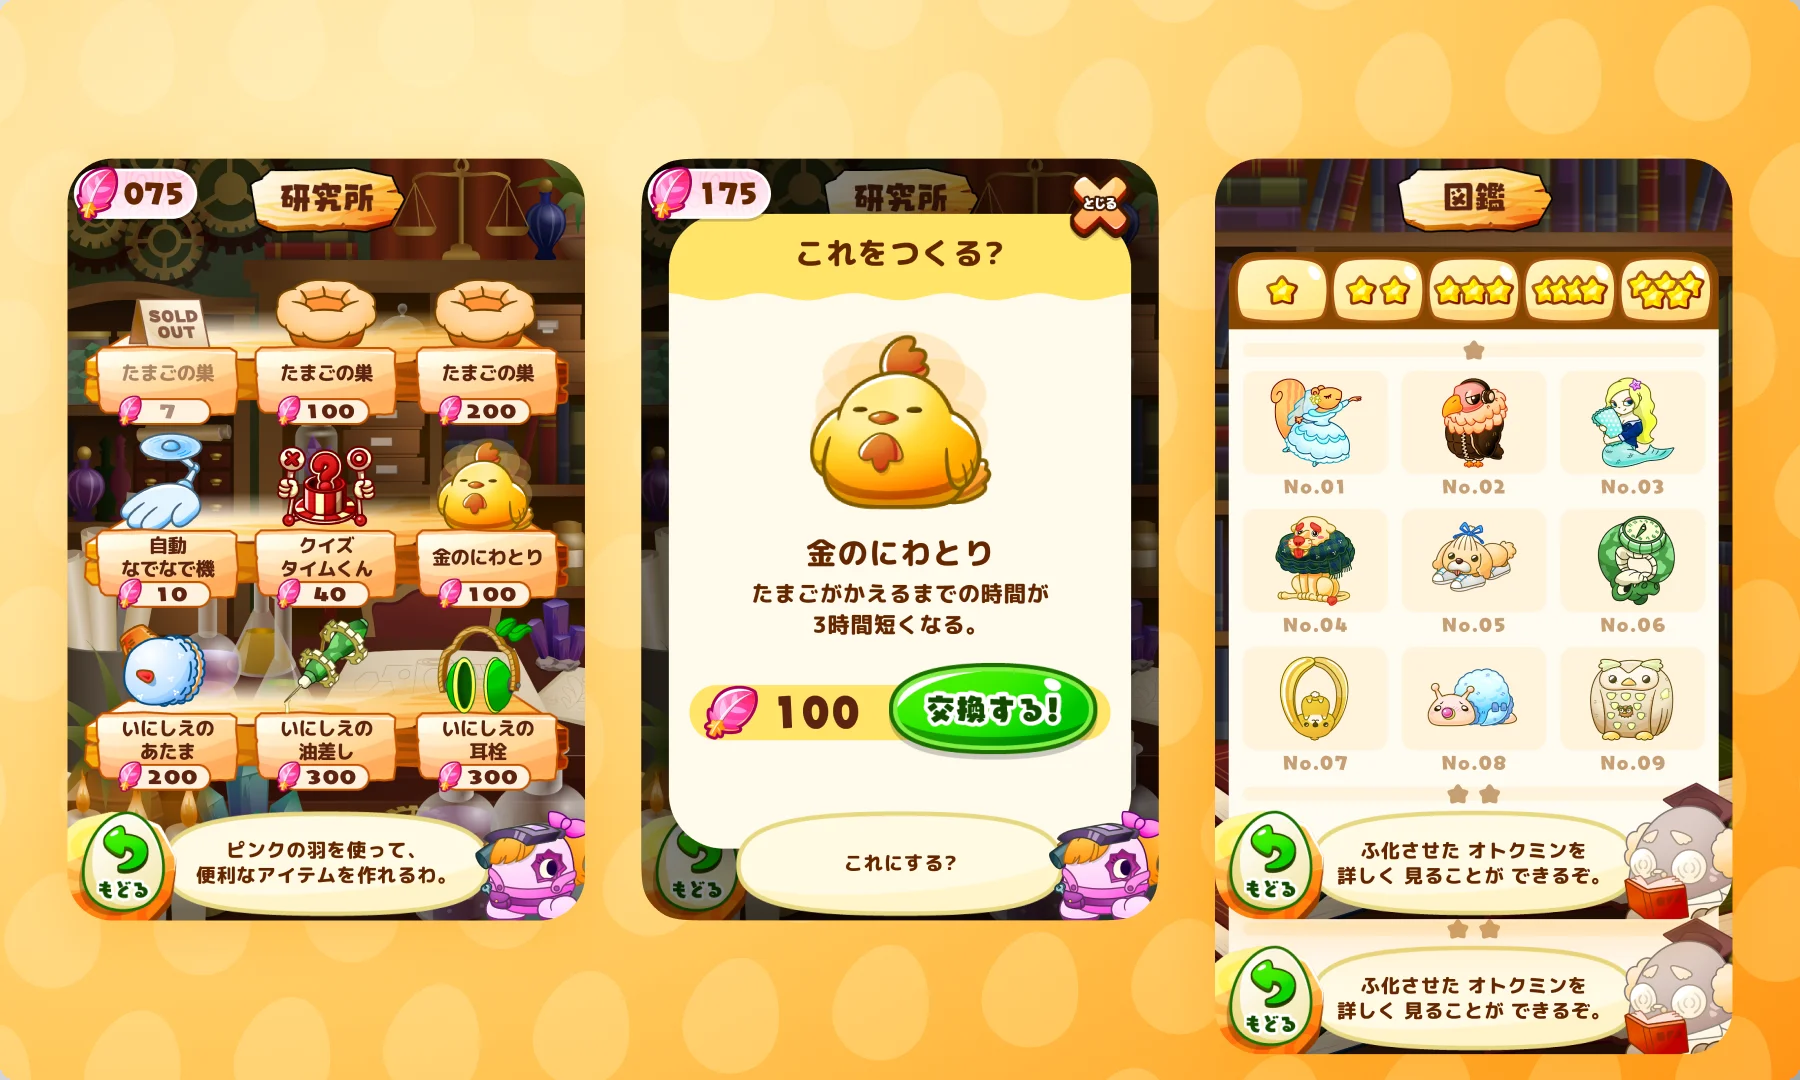 075
研究所
SOLD
OUT
たまごの巣
7
たまごの巣
100
たまごの巣
200
自動
なでなで機
10
クイズ
タイムくん
40
金のにわとり
100
いにしえの
あたま
200
いにしえの
油差し
300
いにしえの
耳栓
300
もどる
ピンクの羽を使って、
便利なアイテムを作れるわ。
175
研究所
とじる
これをつくる?
金のにわとり
たまごがかえるまでの時間が
3時間短くなる。
100
交換する!
もどる
これにする?
図鑑
No.01
No.02
No.03
No.04
No.05
No.06
No.07
No.08
No.09
もどる
ふ化させた オトクミンを
詳しく 見ることが できるぞ。
もどる
ふ化させた オトクミンを
詳しく 見ることが できるぞ。